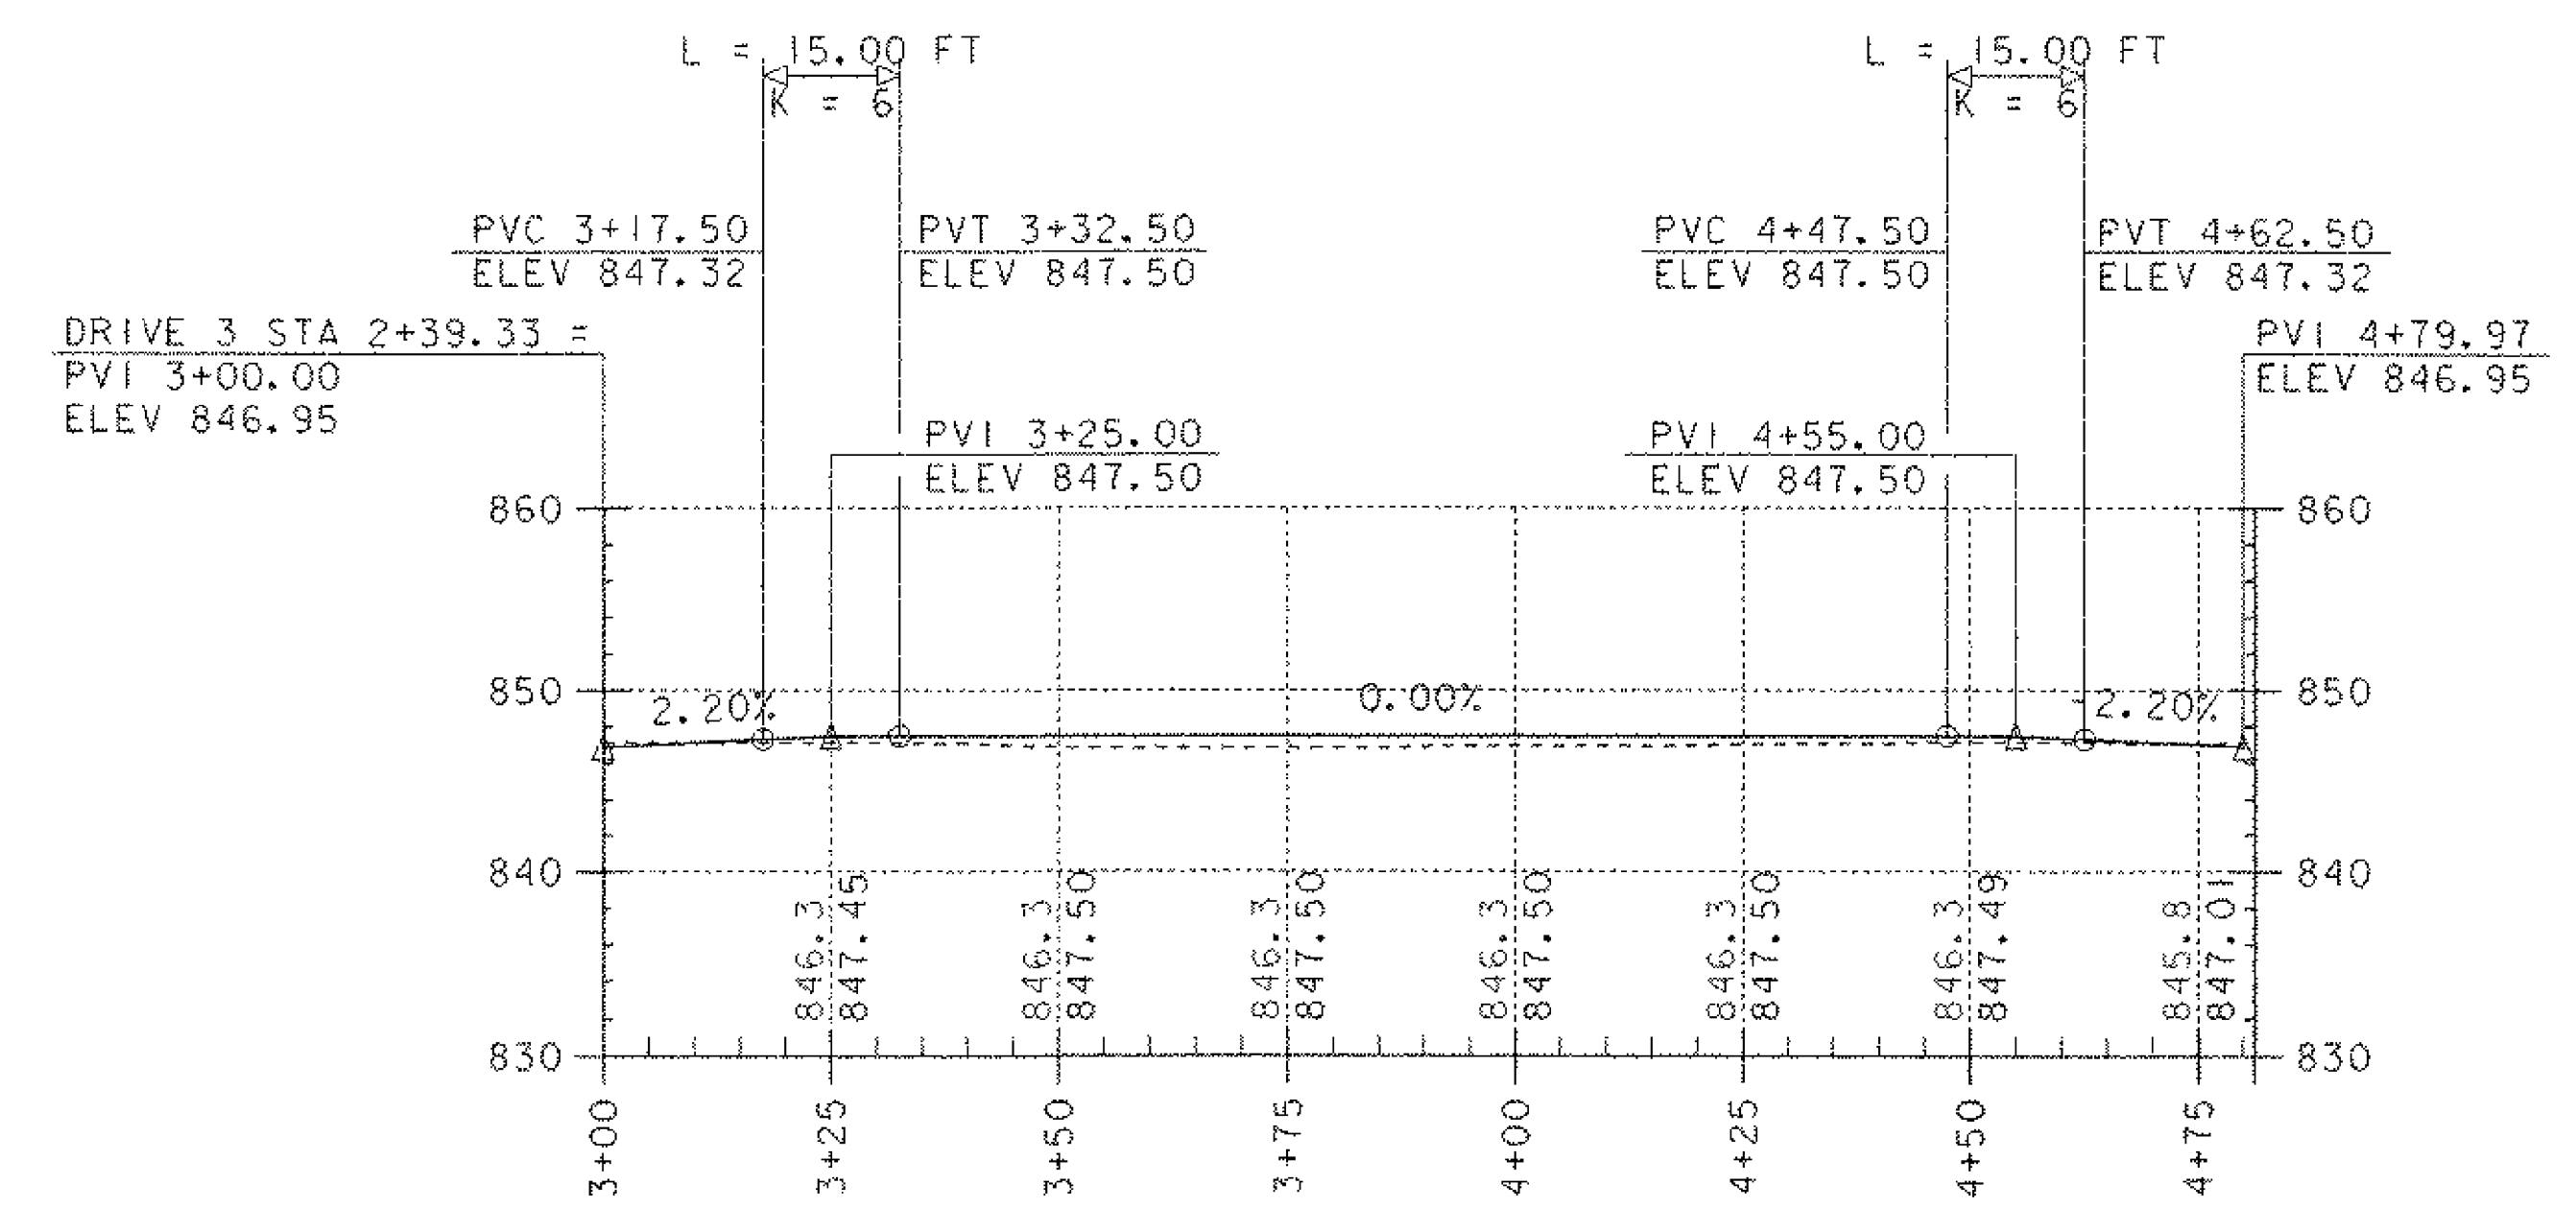 L = 15.00 FT
K = 6
L = 15.00 FT
K = 6
PVC 3+17.50
ELEV 847.32
PVT 3+32.50
ELEV 847.50
PVC 4+47.50
ELEV 847.50
PVT 4+62.50
ELEV 847.32
DRIVE 3 STA 2+39.33 =
PVI 3+00.00
ELEV 846.95
PVI 4+79.97
ELEV 846.95
PVI 3+25.00
ELEV 847.50
PVI 4+55.00
ELEV 847.50
860
860
850
2.20%
0.00%
-2.20%
850
840
840
846.3
847.45
846.3
847.50
846.3
847.50
846.3
847.50
846.3
847.50
846.3
847.49
845.8
847.01
830
830
3+00
3+25
3+50
3+75
4+00
4+25
4+50
4+75